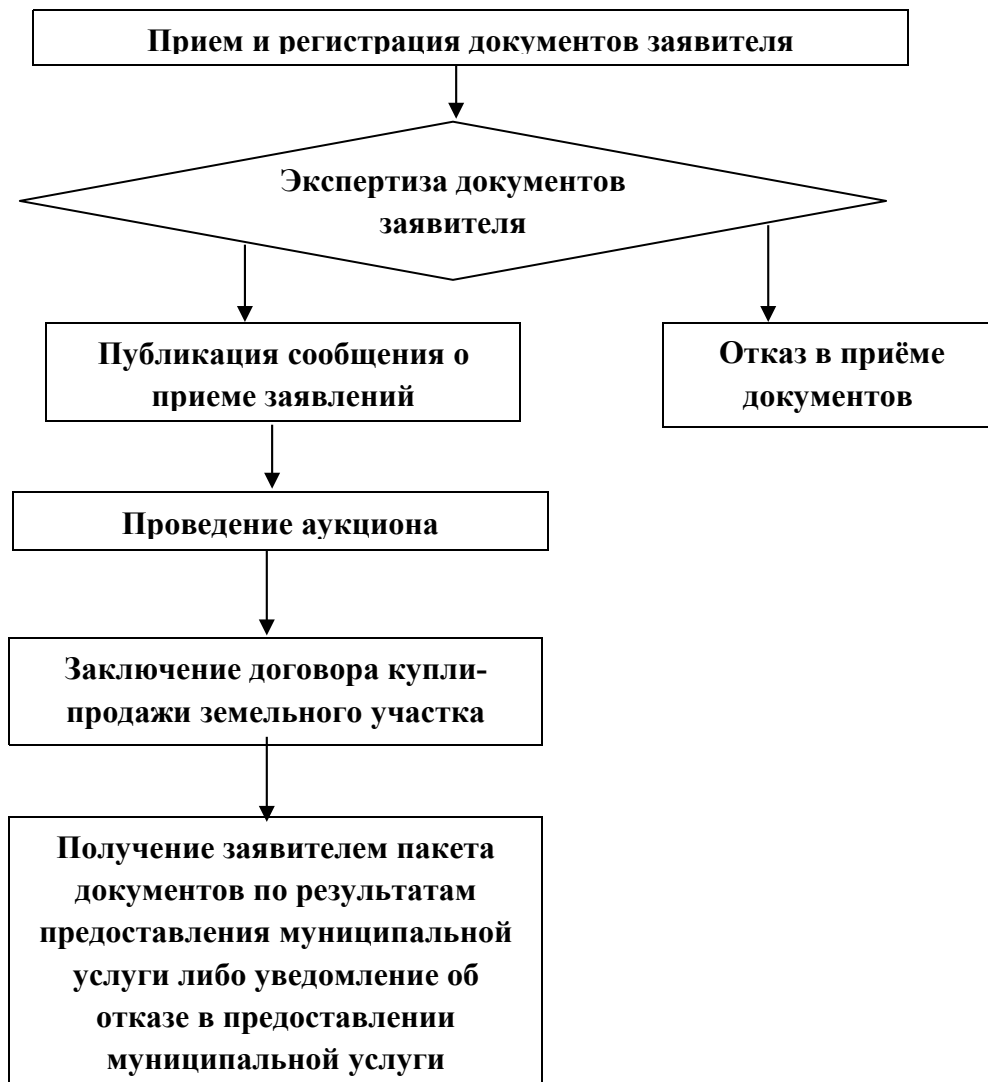 Прием и регистрация документов заявителя
Экспертиза документов
заявителя
Публикация сообщения о
приеме заявлений
Отказ в приёме
документов
Проведение аукциона
Заключение договора купли-
продажи земельного участка
Получение заявителем пакета
документов по результатам
предоставления муниципальной
услуги либо уведомление об
отказе в предоставлении
муниципальной услуги